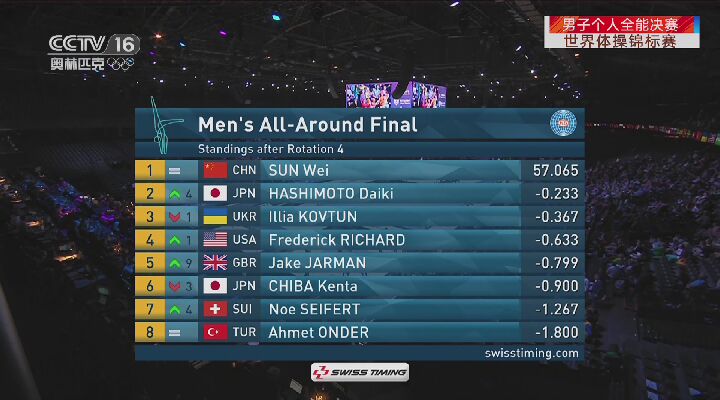 CCTV 16
奥林匹克
男子个人全能决赛
世界体操锦标赛
Men's All-Around Final
Standings after Rotation 4
1 = CHN SUN Wei 57.065
2 4 JPN HASHIMOTO Daiki -0.233
3 1 UKR Illia KOVTUN -0.367
4 1 USA Frederick RICHARD -0.633
5 9 GBR Jake JARMAN -0.799
6 3 JPN CHIBA Kenta -0.900
7 4 SUI Noe SEIFERT -1.267
8 = TUR Ahmet ONDER -1.800
swisstiming.com
SWISS TIMING